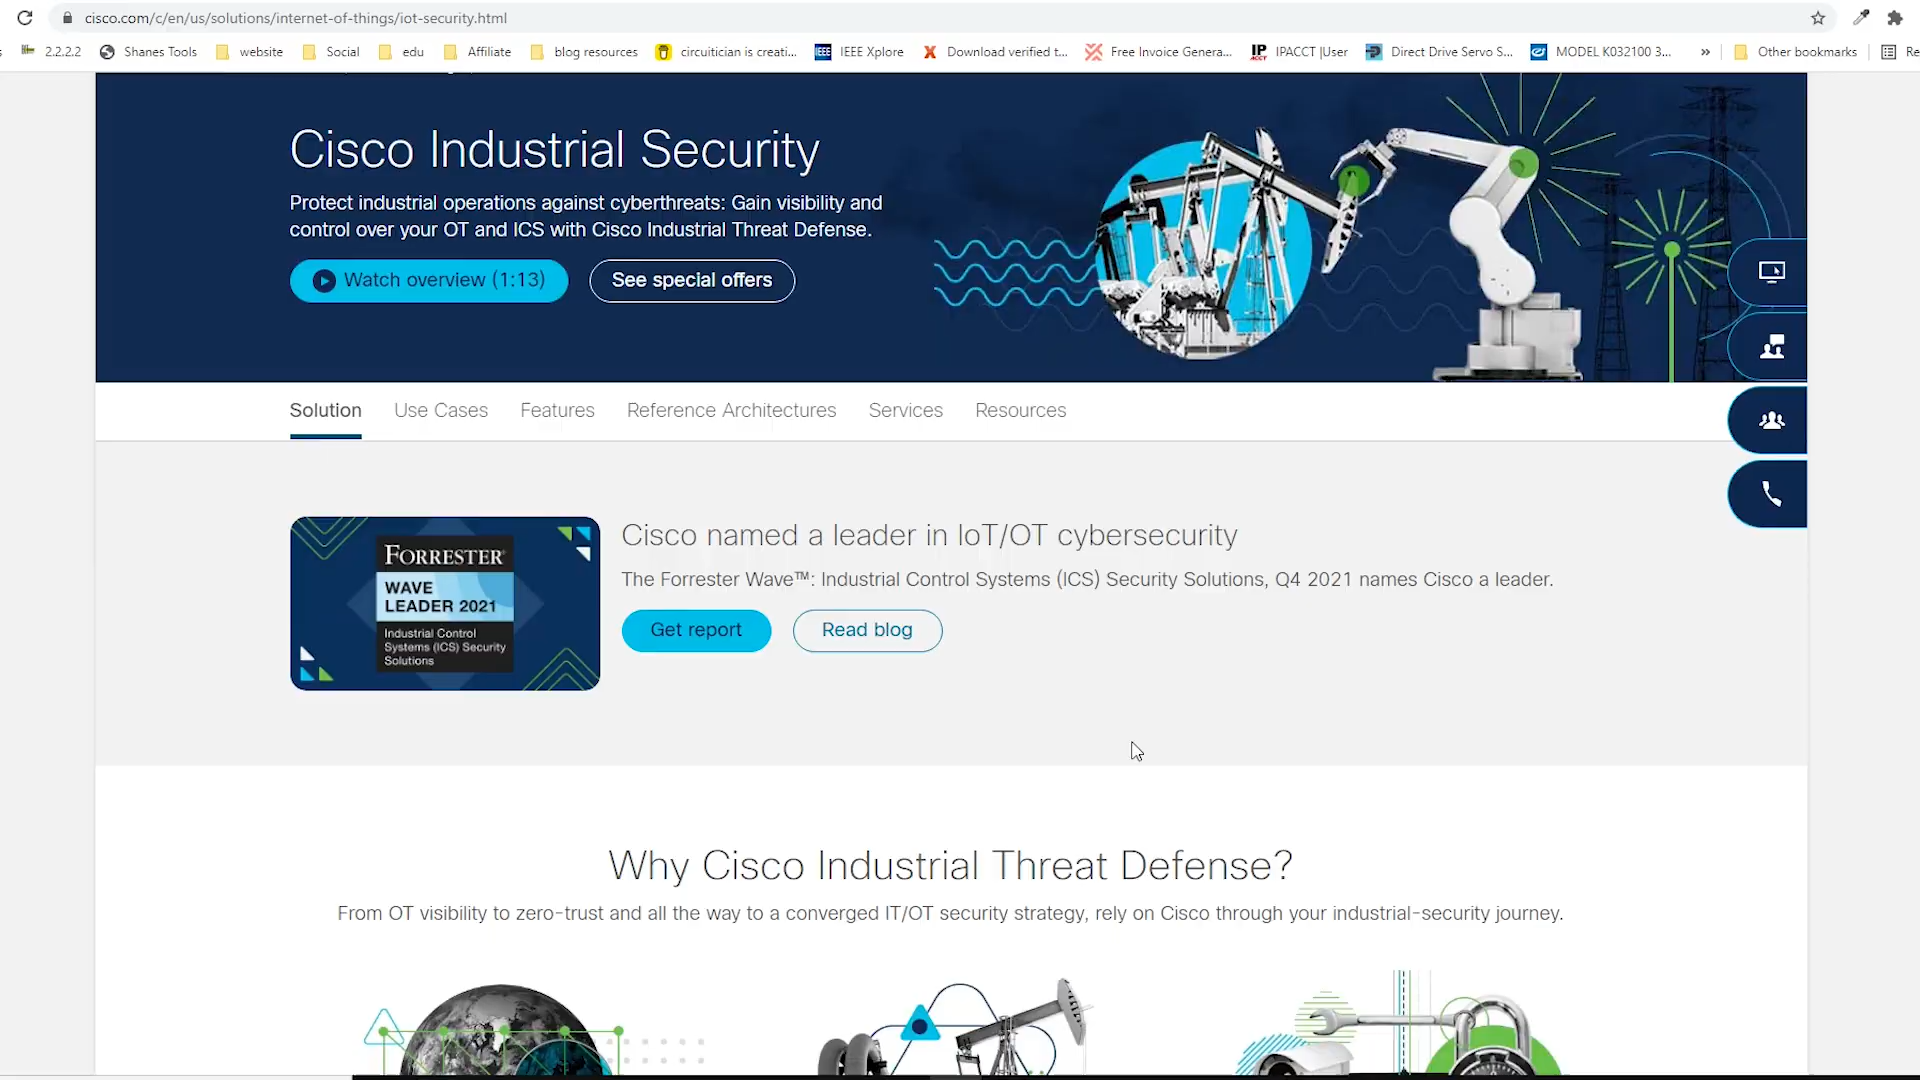 cisco.com/c/en/us/solutions/internet-of-things/iot-security.html
2.2.2.2 Shanes Tools website Social edu Affiliate blog resources circuitician is creati... IEEE IEEE Xplore Download verified t... Free Invoice Genera... IP ACCT IPACCT |User Direct Drive Servo S... MODEL K032100 3... » Other bookmarks Re
Cisco Industrial Security
Protect industrial operations against cyberthreats: Gain visibility and
control over your OT and ICS with Cisco Industrial Threat Defense.
Watch overview (1:13) See special offers
Solution Use Cases Features Reference Architectures Services Resources
FORRESTER®
WAVE
LEADER 2021
Industrial Control
Systems (ICS) Security
Solutions
Cisco named a leader in IoT/OT cybersecurity
The Forrester Wave™: Industrial Control Systems (ICS) Security Solutions, Q4 2021 names Cisco a leader.
Get report Read blog
Why Cisco Industrial Threat Defense?
From OT visibility to zero-trust and all the way to a converged IT/OT security strategy, rely on Cisco through your industrial-security journey.